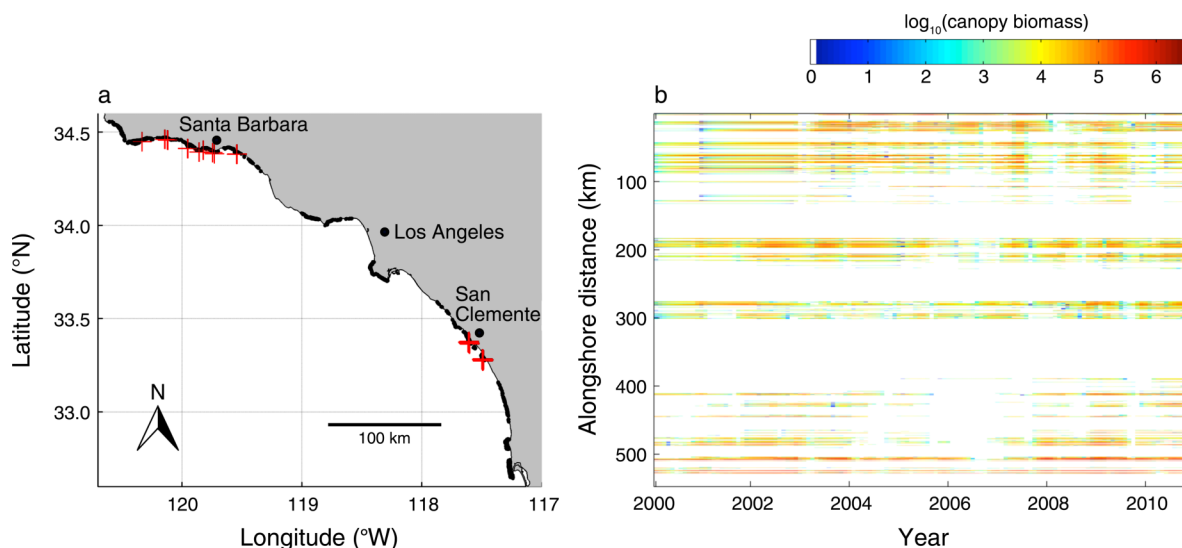 log10(canopy biomass)
0 1 2 3 4 5 6
a
b
Santa Barbara
Los Angeles
San
Clemente
N
100 km
34.5
34.0
33.5
33.0
Latitude (°N)
120 119 118 117
Longitude (°W)
100
200
300
400
500
Alongshore distance (km)
2000 2002 2004 2006 2008 2010
Year